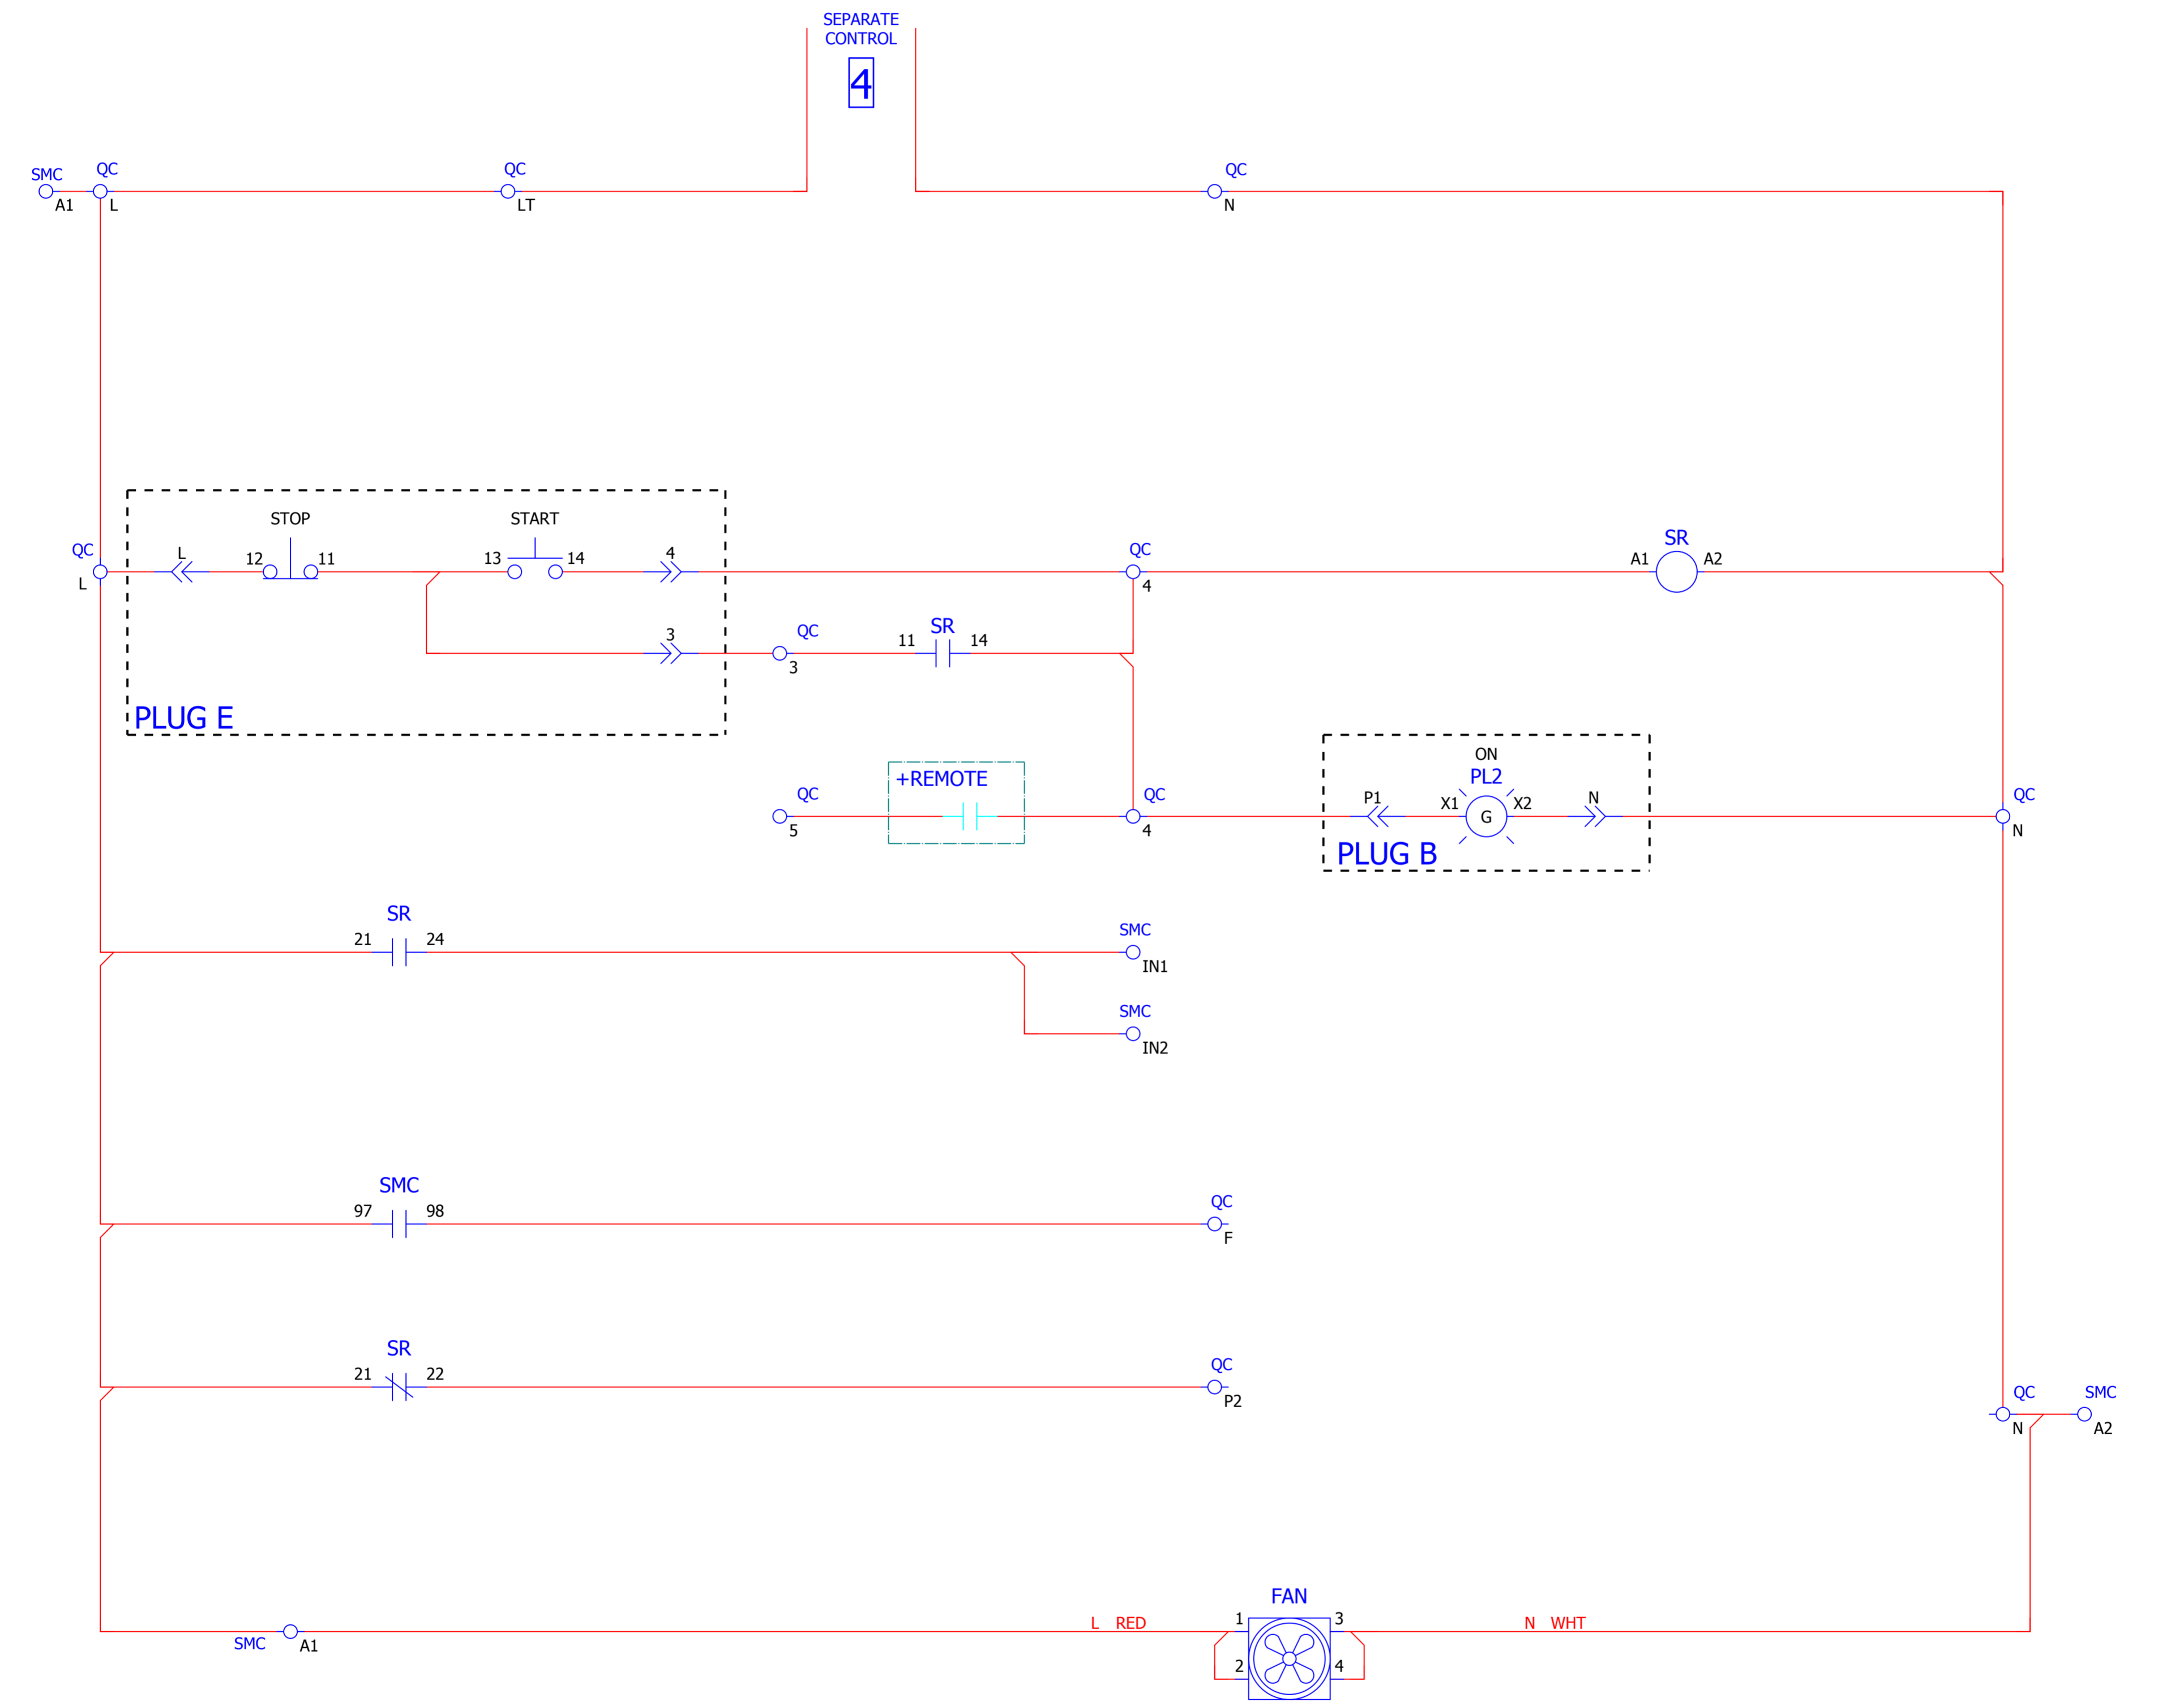 SEPARATE
CONTROL
4
SMC
A1
QC
L
QC
LT
QC
N
QC
L
L
STOP
12
11
START
13
14
4
3
PLUG E
QC
4
SR
A1
A2
QC
3
SR
11
14
QC
5
+REMOTE
QC
4
ON
PL2
P1
X1
G
X2
N
PLUG B
QC
N
SR
21
24
SMC
IN1
SMC
IN2
SMC
97
98
QC
F
SR
21
22
QC
P2
QC
N
SMC
A2
SMC
A1
L RED
FAN
1
2
3
4
N WHT